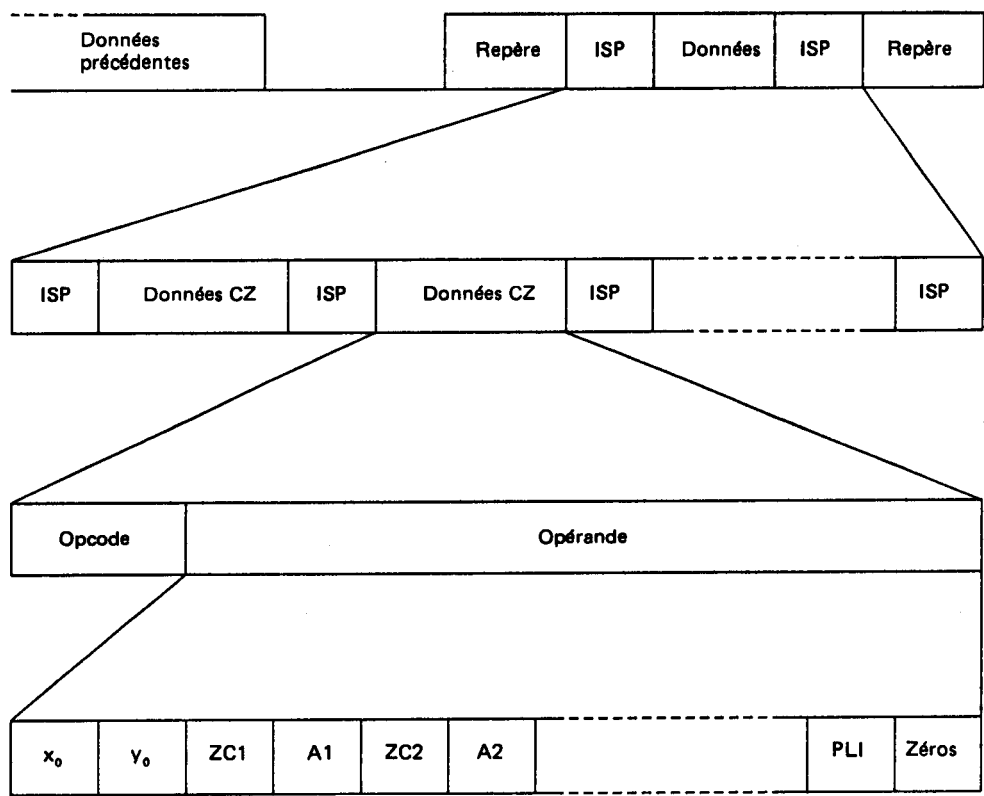 Données
précédentes
Repère ISP Données ISP Repère
ISP Données CZ ISP Données CZ ISP ISP
Opcode Opérande
x₀ y₀ ZC1 A1 ZC2 A2 PLI Zéros